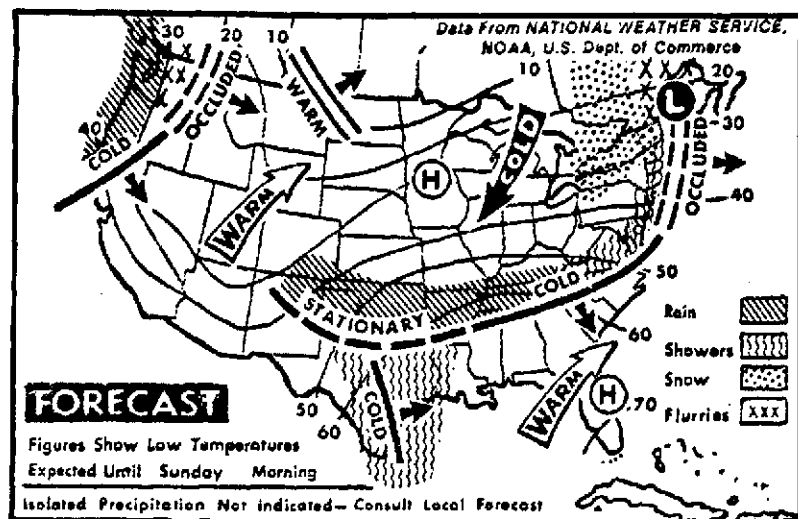 Data From NATIONAL WEATHER SERVICE,
NOAA, U.S. Dept. of Commerce
30
20
10
10
20
OCCLUDED
WARM
COLD
L
30
COLD
H
OCCLUDED
40
WARM
50
COLD
STATIONARY
Rain
60
Showers
COLD
Snow
FORECAST
WARM
H
70
Flurries
XXX
50
60
Figures Show Low Temperatures
Expected Until Sunday Morning
Isolated Precipitation Not Indicated— Consult Local Forecast